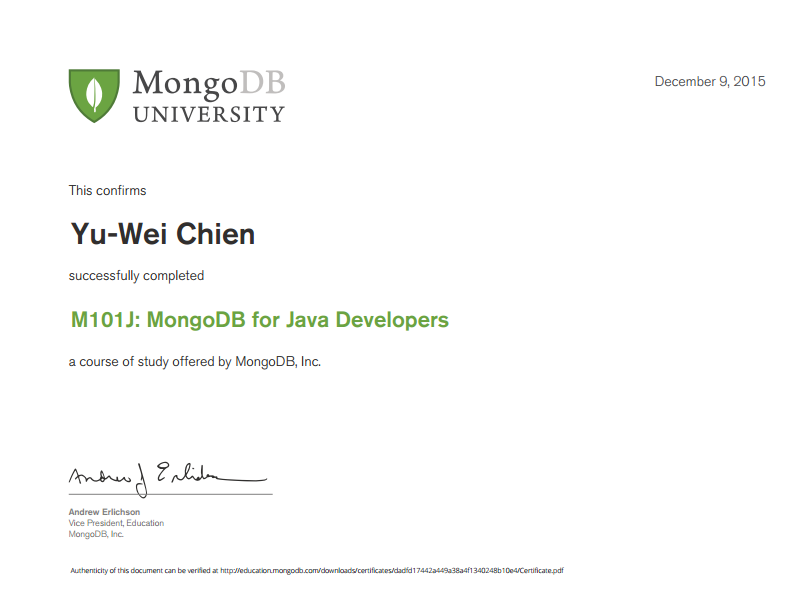 MongoDB
UNIVERSITY
December 9, 2015
This confirms
Yu-Wei Chien
successfully completed
M101J: MongoDB for Java Developers
a course of study offered by MongoDB, Inc.
Andrew J Erlichson
Andrew Erlichson
Vice President, Education
MongoDB, Inc.
Authenticity of this document can be verified at http://education.mongodb.com/downloads/certificates/dadfd17442a449a38a4f1340248b10e4/Certificate.pdf